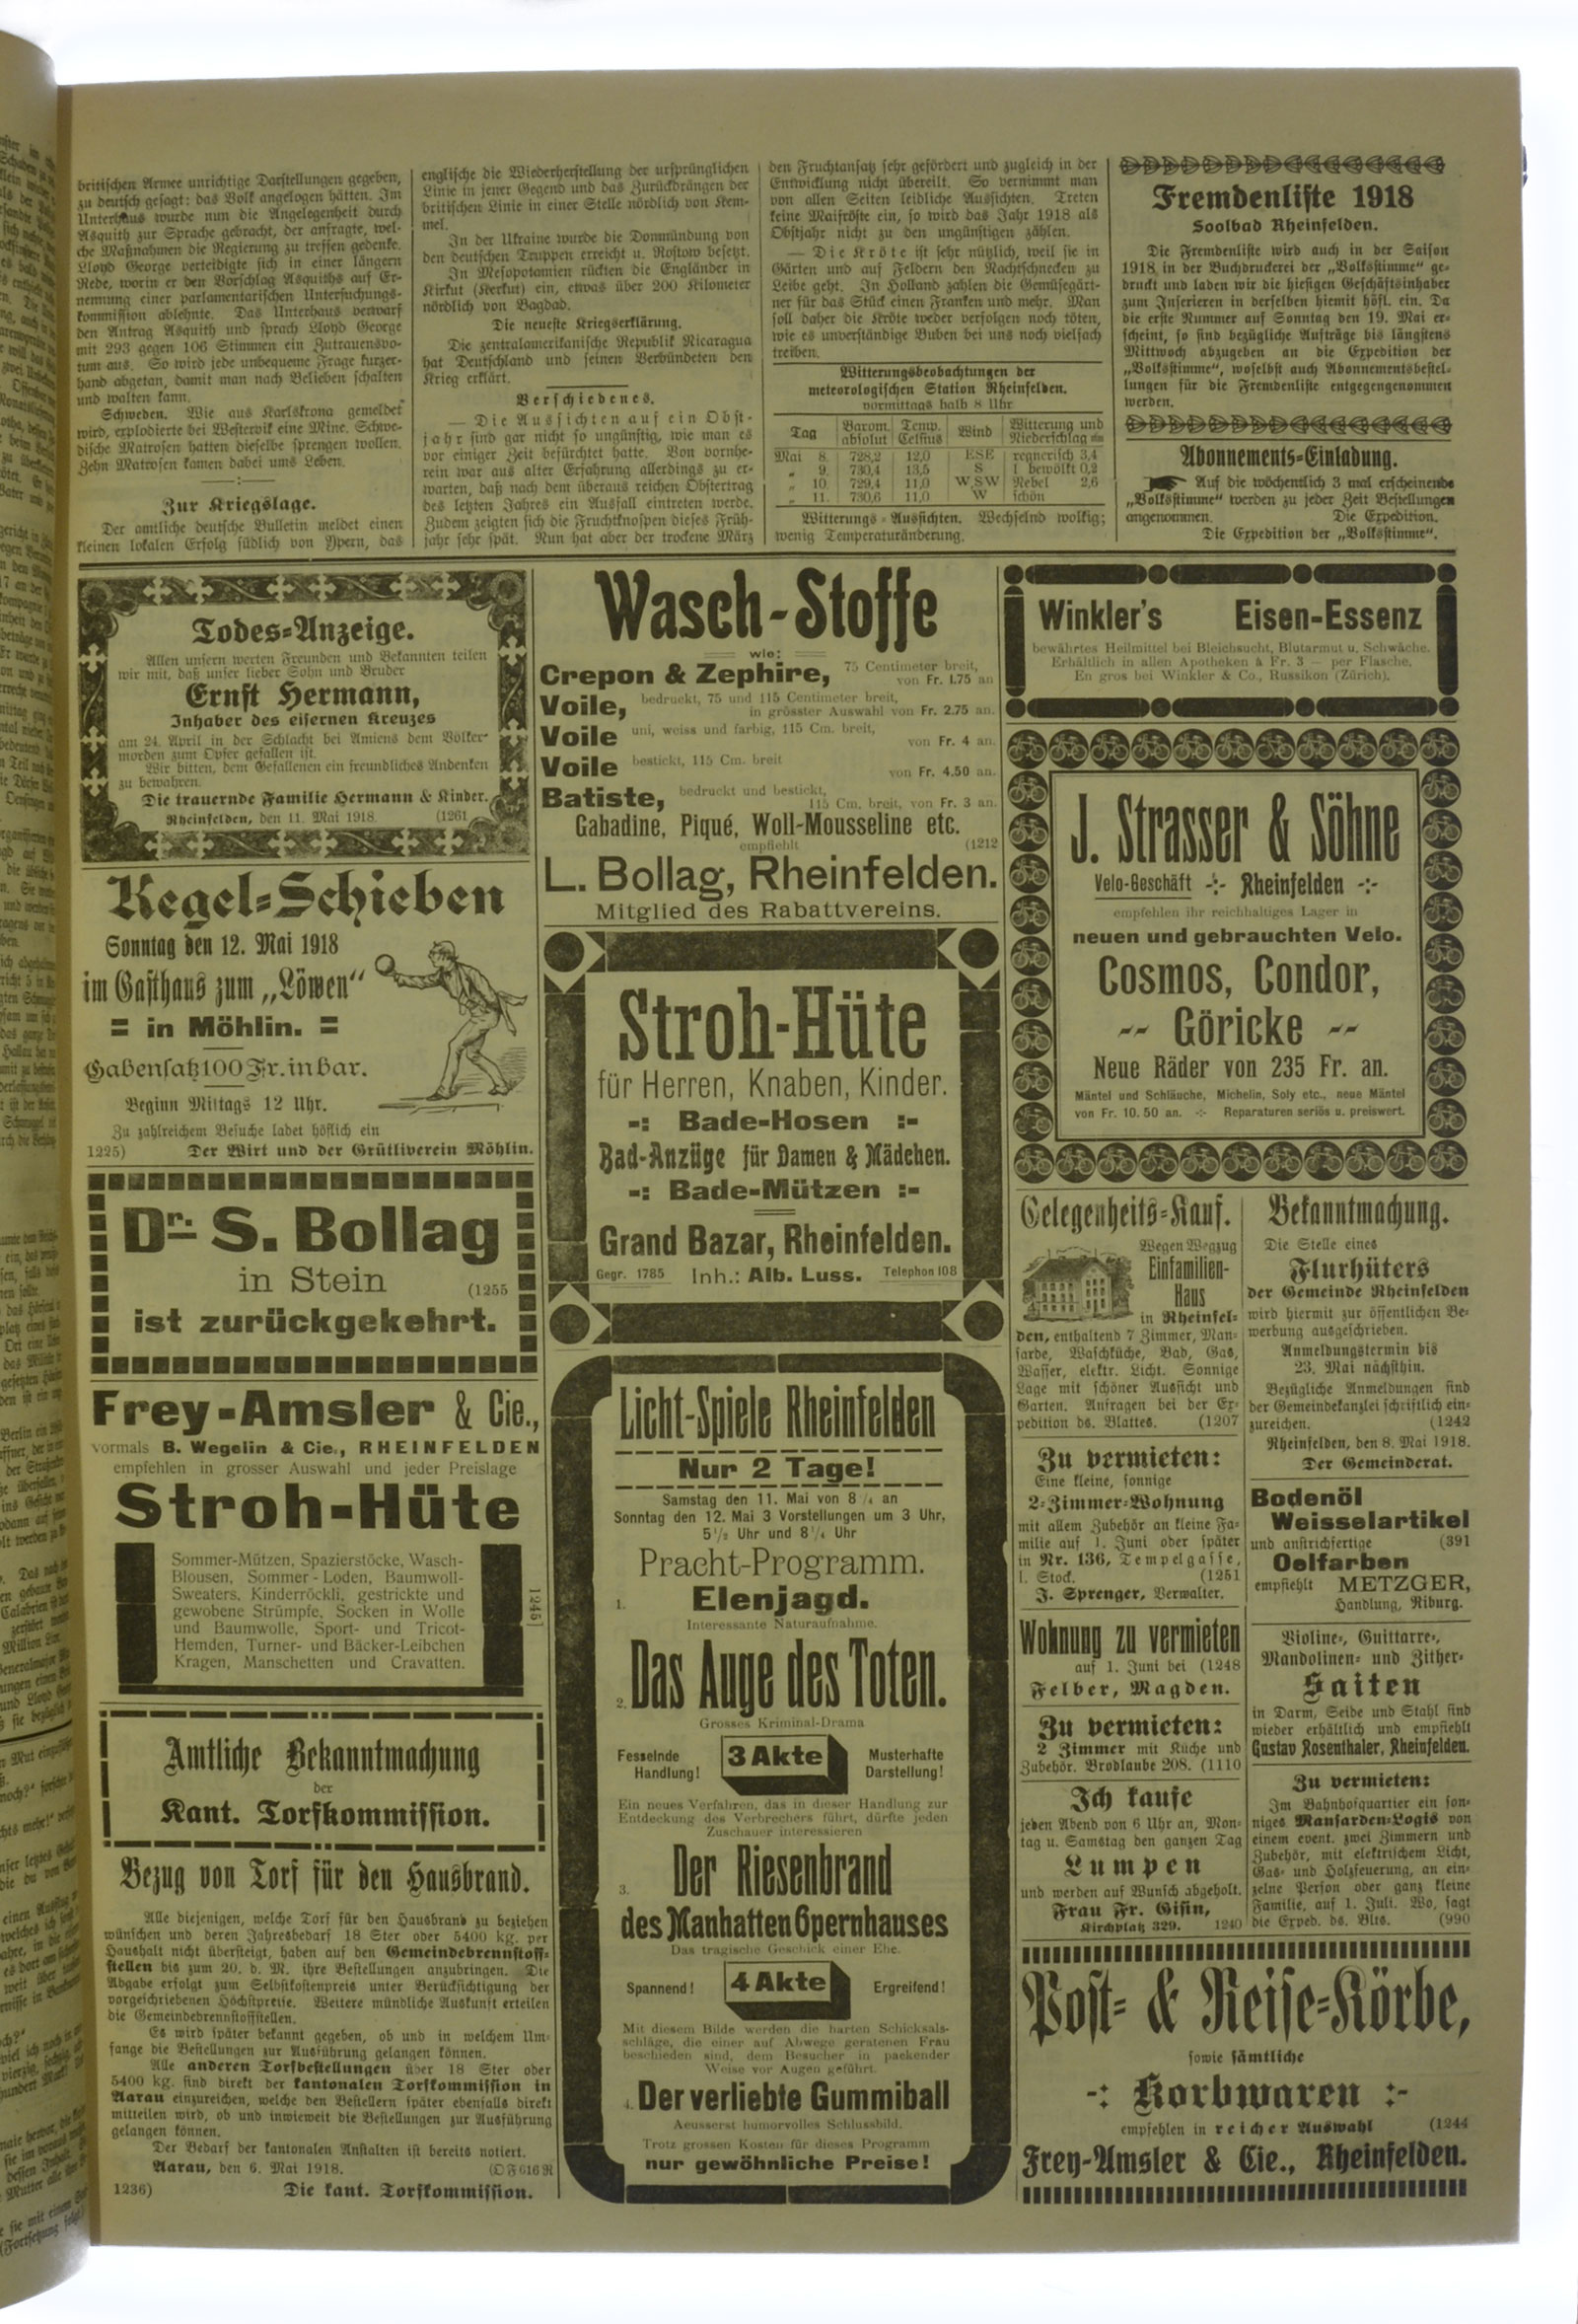 britischen Armee unrichtige Darstellungen gegeben,
zu deutsch gesagt: das Volk angelogen hätten. Im
Unterhaus wurde nun die Angelegenheit durch
Asquith zur Sprache gebracht, der anfragte, wel-
che Maßnahmen die Regierung zu treffen gedenke.
Lloyd George verteidigte sich in einer längern
Rede, worin er den Vorschlag Asquiths auf Er-
nennung einer parlamentarischen Untersuchungs-
kommission ablehnte. Das Unterhaus verwarf
den Antrag Asquith und sprach Lloyd George
mit 293 gegen 106 Stimmen ein Zutrauensvo-
tum aus. So wird jede unbequeme Frage kurzer-
hand abgetan, damit man nach Belieben schalten
und walten kann.
Schweden. Wie aus Karlskrona gemeldet
wird, explodierte bei Westerwik eine Mine. Schwe-
dische Matrosen hatten dieselbe sprengen wollen.
Zehn Matrosen kamen dabei ums Leben.
Zur Kriegslage.
Der amtliche deutsche Bulletin meldet einen
kleinen lokalen Erfolg südlich von Ypern, das
englische die Wiederherstellung der ursprünglichen
Linie in jener Gegend und das Zurückdrängen der
britischen Linie in einer Stelle nördlich von Kem-
mel.
In der Ukraine wurde die Donmündung von
den deutschen Truppen erreicht u. Rostow besetzt.
In Mesopotamien rückten die Engländer in
Kirkut (Kerkut) ein, etwas über 200 Kilometer
nördlich von Bagdad.
Die neueste Kriegserklärung.
Die zentralamerikanische Republik Nicaragua
hat Deutschland und seinen Verbündeten den
Krieg erklärt.
Verschiedenes.
— Die Aussichten auf ein Obst-
jahr sind gar nicht so ungünstig, wie man es
vor einiger Zeit befürchtet hatte. Von vornhe-
rein war aus alter Erfahrung allerdings zu er-
warten, daß nach dem überaus reichen Obstertrag
des letzten Jahres ein Ausfall eintreten werde.
Zudem zeigten sich die Fruchtknospen dieses Früh-
jahr sehr spät. Nun hat aber der trockene März
den Fruchtansatz sehr gefördert und zugleich in der
Entwicklung nicht übereilt. So vernimmt man
von allen Seiten leidliche Aussichten. Treten
keine Maifröste ein, so wird das Jahr 1918 als
Obstjahr nicht zu den ungünstigen zählen.
— Die Kröte ist sehr nützlich, weil sie in
Gärten und auf Feldern den Nachtschnecken zu
Leibe geht. In Holland zahlen die Gemüsegärt-
ner für das Stück einen Franken und mehr. Man
soll daher die Kröte weder verfolgen noch töten,
wie es unverständige Buben bei uns noch vielfach
treiben.
Witterungsbeobachtungen der
meteorologischen Station Rheinfelden.
vormittags halb 8 Uhr
Tag Barom. absolut Temp. Celsius Wind Witterung und Niederschlag mm
Mai 8. 728,2 12,0 ESE regnerisch 3,4
„ 9. 730,4 13,5 S bewölkt 0,2
„ 10. 729,4 11,0 W.SW Nebel 2,6
„ 11. 730,6 11,0 W schön
Witterungs-Aussichten. Wechselnd wolkig;
wenig Temperaturänderung.
Fremdenliste 1918
Soolbad Rheinfelden.
Die Fremdenliste wird auch in der Saison
1918 in der Buchdruckerei der „Volksstimme“ ge-
druckt und laden wir die hiesigen Geschäftsinhaber
zum Inserieren in derselben hiemit höfl. ein. Da
die erste Nummer auf Sonntag den 19. Mai er-
scheint, so sind bezügliche Aufträge bis längstens
Mittwoch abzugeben an die Expedition der
„Volksstimme“, woselbst auch Abonnementsbestel-
lungen für die Fremdenliste entgegengenommen
werden.
Abonnements-Einladung.
Auf die wöchentlich 3 mal erscheinende
„Volksstimme“ werden zu jeder Zeit Bestellungen
angenommen. Die Expedition.
Die Expedition der „Volksstimme“.
Todes-Anzeige.
Allen unsern werten Freunden und Bekannten teilen
wir mit, daß unser lieber Sohn und Bruder
Ernst Hermann,
Inhaber des eisernen Kreuzes
am 24. April in der Schlacht bei Amiens dem Völker-
morden zum Opfer gefallen ist.
Wir bitten, dem Gefallenen ein freundliches Andenken
zu bewahren.
Die trauernde Familie Hermann & Kinder.
Rheinfelden, den 11. Mai 1918. (1261
Kegel-Schieben
Sonntag den 12. Mai 1918
im Gasthaus zum „Löwen“
= in Möhlin. =
Gabensatz 100 Fr. in bar.
Beginn Mittags 12 Uhr.
Zu zahlreichem Besuche ladet höflich ein
1225) Der Wirt und der Grütliverein Möhlin.
Dr. S. Bollag
in Stein (1255
ist zurückgekehrt.
Frey-Amsler & Cie.,
vormals B. Wegelin & Cie., RHEINFELDEN
empfehlen in grosser Auswahl und jeder Preislage
Stroh-Hüte
Sommer-Mützen, Spazierstöcke, Wasch-
Blousen, Sommer-Loden, Baumwoll-
Sweaters, Kinderröckli, gestrickte und
gewobene Strümpfe, Socken in Wolle
und Baumwolle, Sport- und Tricot-
Hemden, Turner- und Bäcker-Leibchen
Kragen, Manschetten und Cravatten.
1245)
Amtliche Bekanntmachung
der
Kant. Torfkommission.
Bezug von Torf für den Hausbrand.
Alle diejenigen, welche Torf für den Hausbrand zu beziehen
wünschen und deren Jahresbedarf 18 Ster oder 5400 kg. per
Haushalt nicht übersteigt, haben auf den Gemeindebrennstoff-
stellen bis zum 20. d. M. ihre Bestellungen anzubringen. Die
Abgabe erfolgt zum Selbstkostenpreis unter Berücksichtigung der
vorgeschriebenen Höchstpreise. Weitere mündliche Auskunft erteilen
die Gemeindebrennstoffstellen.
Es wird später bekannt gegeben, ob und in welchem Um-
fange die Bestellungen zur Ausführung gelangen können.
Alle anderen Torfbestellungen über 18 Ster oder
5400 kg. sind direkt der kantonalen Torfkommission in
Aarau einzureichen, welche den Bestellern später ebenfalls direkt
mitteilen wird, ob und inwieweit die Bestellungen zur Ausführung
gelangen können.
Der Bedarf der kantonalen Anstalten ist bereits notiert.
Aarau, den 6. Mai 1918. (OF 616 R
1236) Die kant. Torfkommission.
Wasch-Stoffe
wie:
Crepon & Zephire, 75 Centimeter breit,
von Fr. 1.75 an
Voile, bedruckt, 75 und 115 Centimeter breit,
in grösster Auswahl von Fr. 2.75 an.
Voile uni, weiss und farbig, 115 Cm. breit,
von Fr. 4 an.
Voile bestickt, 115 Cm. breit
von Fr. 4.50 an.
Batiste, bedruckt und bestickt,
115 Cm. breit, von Fr. 3 an.
Gabadine, Piqué, Woll-Mousseline etc.
empfiehlt (1212
L. Bollag, Rheinfelden.
Mitglied des Rabattvereins.
Stroh-Hüte
für Herren, Knaben, Kinder.
-: Bade-Hosen :-
Bad-Anzüge für Damen & Mädchen.
-: Bade-Mützen :-
Grand Bazar, Rheinfelden.
Gegr. 1785 Inh.: Alb. Luss. Telephon 108
Licht-Spiele Rheinfelden
Nur 2 Tage!
Samstag den 11. Mai von 8 1/4 an
Sonntag den 12. Mai 3 Vorstellungen um 3 Uhr,
5 1/2 Uhr und 8 1/4 Uhr
Pracht-Programm.
1. Elenjagd.
Interessante Naturaufnahme.
2. Das Auge des Toten.
Grosses Kriminal-Drama
Fesselnde Handlung! 3 Akte Musterhafte Darstellung!
Ein neues Verfahren, das in dieser Handlung zur
Entdeckung des Verbrechers führt, dürfte jeden
Zuschauer interessieren
3. Der Riesenbrand
des Manhatten Opernhauses
Das tragische Geschick einer Ehe.
Spannend! 4 Akte Ergreifend!
Mit diesem Bilde werden die harten Schicksals-
schläge, die einer auf Abwege geratenen Frau
beschieden sind, dem Besucher in packender
Weise vor Augen geführt.
4. Der verliebte Gummiball
Aeusserst humorvolles Schlussbild.
Trotz grossen Kosten für dieses Programm
nur gewöhnliche Preise!
Winkler's Eisen-Essenz
bewährtes Heilmittel bei Bleichsucht, Blutarmut u. Schwäche.
Erhältlich in allen Apotheken à Fr. 3 — per Flasche.
En gros bei Winkler & Co., Russikon (Zürich).
J. Strasser & Söhne
Velo-Geschäft -:- Rheinfelden -:-
empfehlen ihr reichhaltiges Lager in
neuen und gebrauchten Velo.
Cosmos, Condor,
~~ Göricke ~~
Neue Räder von 235 Fr. an.
Mäntel und Schläuche, Michelin, Soly etc., neue Mäntel
von Fr. 10.50 an. -:- Reparaturen seriös u. preiswert.
Gelegenheits-Kauf.
Wegen Wegzug
Einfamilien-
Haus
in Rheinfel-
den, enthaltend 7 Zimmer, Man-
sarde, Waschküche, Bad, Gas,
Wasser, elektr. Licht. Sonnige
Lage mit schöner Aussicht und
Garten. Anfragen bei der Ex-
pedition ds. Blattes. (1207
Zu vermieten:
Eine kleine, sonnige
2-Zimmer-Wohnung
mit allem Zubehör an kleine Fa-
milie auf 1. Juni oder später
in Nr. 136, Tempelgasse,
1. Stock. (1251
J. Sprenger, Verwalter.
Wohnung zu vermieten
auf 1. Juni bei (1248
Felber, Magden.
Zu vermieten:
2 Zimmer mit Küche und
Zubehör. Brodlaube 208. (1110
Ich kaufe
jeden Abend von 6 Uhr an, Mon-
tag u. Samstag den ganzen Tag
Lumpen
und werden auf Wunsch abgeholt.
Frau Fr. Gisin,
Kirchplatz 329. 1240
Bekanntmachung.
Die Stelle eines
Flurhüters
der Gemeinde Rheinfelden
wird hiermit zur öffentlichen Be-
werbung ausgeschrieben.
Anmeldungstermin bis
23. Mai nächsthin.
Bezügliche Anmeldungen sind
der Gemeindekanzlei schriftlich ein-
zureichen. (1242
Rheinfelden, den 8. Mai 1918.
Der Gemeinderat.
Bodenöl
Weisselartikel
und anstrichfertige (391
Oelfarben
empfiehlt METZGER,
Handlung, Riburg.
Violine-, Guittarre-,
Mandolinen- und Zither-
Saiten
in Darm, Seide und Stahl sind
wieder erhältlich und empfiehlt
Gustav Rosenthaler, Rheinfelden.
Zu vermieten:
Im Bahnhofquartier ein son-
niges Mansarden-Logis von
einem event. zwei Zimmern und
Zubehör, mit elektrischem Licht,
Gas- und Holzfeuerung, an ein-
zelne Person oder ganz kleine
Familie, auf 1. Juli. Wo, sagt
die Exped. ds. Blts. (990
Post- & Reise-Körbe,
sowie sämtliche
-: Korbwaren :-
empfehlen in reicher Auswahl (1244
Frey-Amsler & Cie., Rheinfelden.